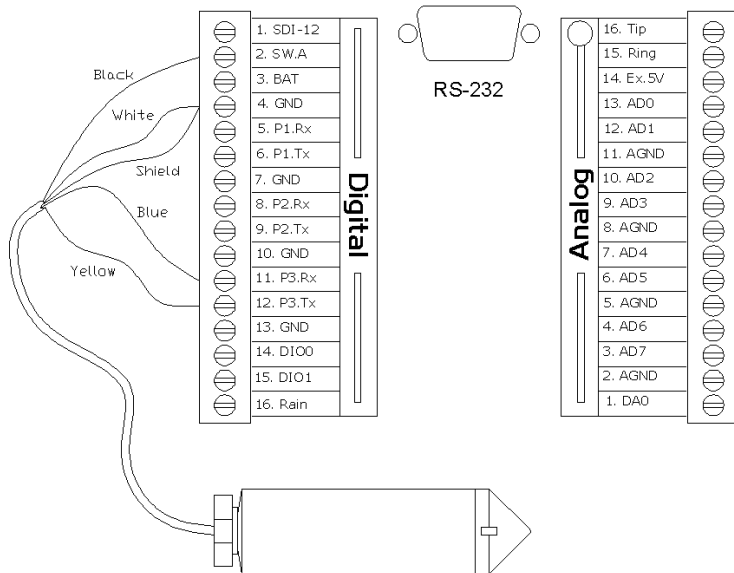 Black
White
Shield
Blue
Yellow
1. SDI-12
2. SW.A
3. BAT
4. GND
5. P1.Rx
6. P1.Tx
7. GND
8. P2.Rx
9. P2.Tx
10. GND
11. P3.Rx
12. P3.Tx
13. GND
14. DIO0
15. DIO1
16. Rain
Digital
RS-232
Analog
16. Tip
15. Ring
14. Ex.5V
13. AD0
12. AD1
11. AGND
10. AD2
9. AD3
8. AGND
7. AD4
6. AD5
5. AGND
4. AD6
3. AD7
2. AGND
1. DA0